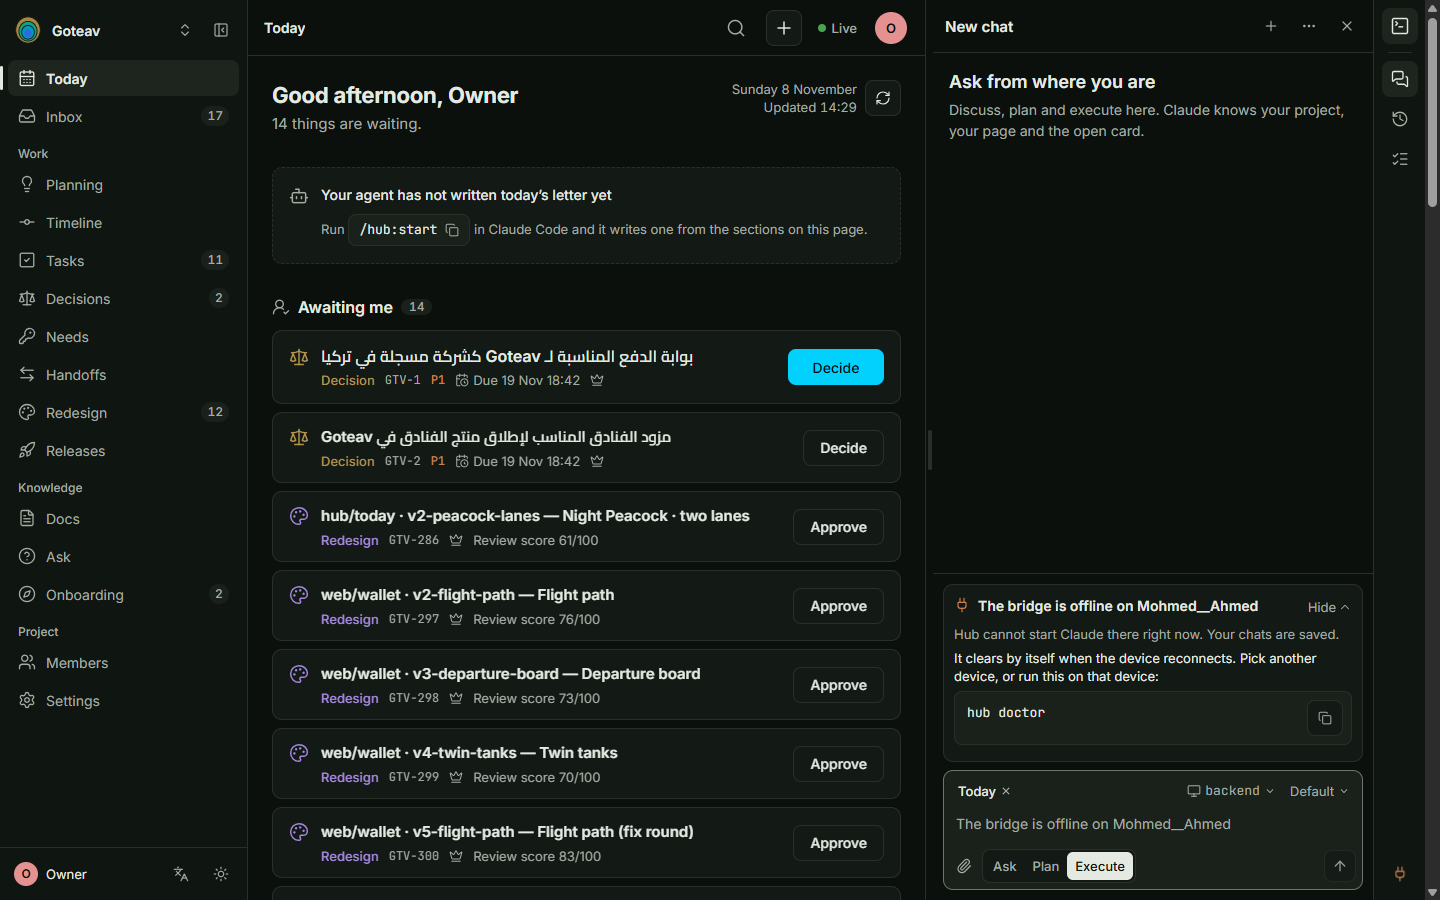 Goteav
Today
Inbox 17
Work
Planning
Timeline
Tasks 11
Decisions 2
Needs
Handoffs
Redesign 12
Releases
Knowledge
Docs
Ask
Onboarding 2
Project
Members
Settings
O Owner
Today
Live
O
Good afternoon, Owner
14 things are waiting.
Sunday 8 November
Updated 14:29
Your agent has not written today’s letter yet
Run /hub:start in Claude Code and it writes one from the sections on this page.
Awaiting me 14
بوابة الدفع المناسبة لـ Goteav كشركة مسجلة في تركيا
Decision GTV-1 P1 Due 19 Nov 18:42
Decide
مزود الفنادق المناسب لإطلاق منتج الفنادق في Goteav
Decision GTV-2 P1 Due 19 Nov 18:42
Decide
hub/today · v2-peacock-lanes — Night Peacock · two lanes
Redesign GTV-286 Review score 61/100
Approve
web/wallet · v2-flight-path — Flight path
Redesign GTV-297 Review score 76/100
Approve
web/wallet · v3-departure-board — Departure board
Redesign GTV-298 Review score 73/100
Approve
web/wallet · v4-twin-tanks — Twin tanks
Redesign GTV-299 Review score 70/100
Approve
web/wallet · v5-flight-path — Flight path (fix round)
Redesign GTV-300 Review score 83/100
Approve
New chat
Ask from where you are
Discuss, plan and execute here. Claude knows your project,
your page and the open card.
The bridge is offline on Mohmed__Ahmed
Hide
Hub cannot start Claude there right now. Your chats are saved.
It clears by itself when the device reconnects. Pick another
device, or run this on that device:
hub doctor
Today × backend Default
The bridge is offline on Mohmed__Ahmed
Ask Plan Execute